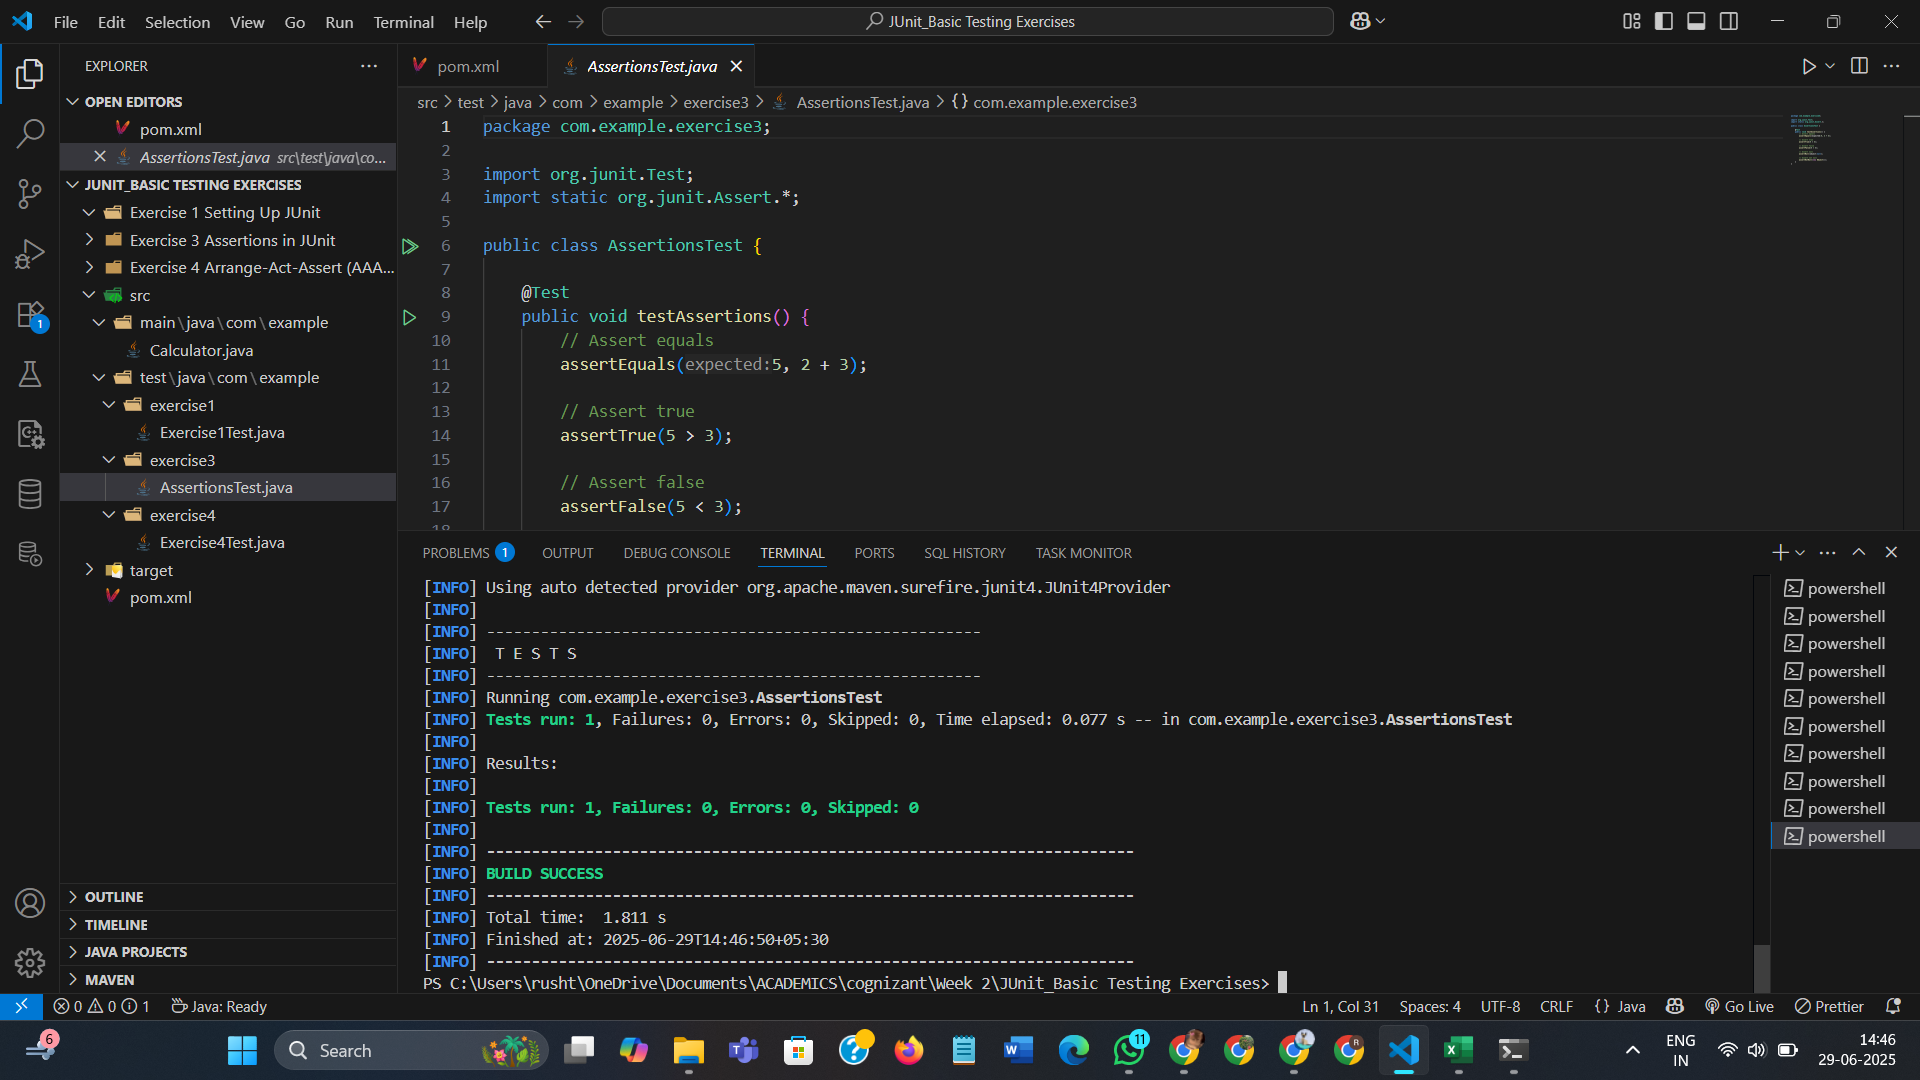 File Edit Selection View Go Run Terminal Help
JUnit_Basic Testing Exercises
EXPLORER
OPEN EDITORS
pom.xml
AssertionsTest.java src\test\java\co...
JUNIT_BASIC TESTING EXERCISES
Exercise 1 Setting Up JUnit
Exercise 3 Assertions in JUnit
Exercise 4 Arrange-Act-Assert (AAA...
src
main\java\com\example
Calculator.java
test\java\com\example
exercise1
Exercise1Test.java
exercise3
AssertionsTest.java
exercise4
Exercise4Test.java
target
pom.xml
OUTLINE
TIMELINE
JAVA PROJECTS
MAVEN
1
pom.xml
AssertionsTest.java
src > test > java > com > example > exercise3 > AssertionsTest.java > {} com.example.exercise3
1 package com.example.exercise3;
2
3 import org.junit.Test;
4 import static org.junit.Assert.*;
5
6 public class AssertionsTest {
7
8 @Test
9 public void testAssertions() {
10 // Assert equals
11 assertEquals(expected:5, 2 + 3);
12
13 // Assert true
14 assertTrue(5 > 3);
15
16 // Assert false
17 assertFalse(5 < 3);
18
PROBLEMS 1 OUTPUT DEBUG CONSOLE TERMINAL PORTS SQL HISTORY TASK MONITOR
[INFO] Using auto detected provider org.apache.maven.surefire.junit4.JUnit4Provider
[INFO]
[INFO] -------------------------------------------------------
[INFO]  T E S T S
[INFO] -------------------------------------------------------
[INFO] Running com.example.exercise3.AssertionsTest
[INFO] Tests run: 1, Failures: 0, Errors: 0, Skipped: 0, Time elapsed: 0.077 s -- in com.example.exercise3.AssertionsTest
[INFO]
[INFO] Results:
[INFO]
[INFO] Tests run: 1, Failures: 0, Errors: 0, Skipped: 0
[INFO]
[INFO] ------------------------------------------------------------------------
[INFO] BUILD SUCCESS
[INFO] ------------------------------------------------------------------------
[INFO] Total time:  1.811 s
[INFO] Finished at: 2025-06-29T14:46:50+05:30
[INFO] ------------------------------------------------------------------------
PS C:\Users\rusht\OneDrive\Documents\ACADEMICS\cognizant\Week 2\JUnit_Basic Testing Exercises>
powershell
powershell
powershell
powershell
powershell
powershell
powershell
powershell
powershell
powershell
0 0 1 Java: Ready
Ln 1, Col 31 Spaces: 4 UTF-8 CRLF {} Java Go Live Prettier
6
Search
11
ENG
IN
14:46
29-06-2025